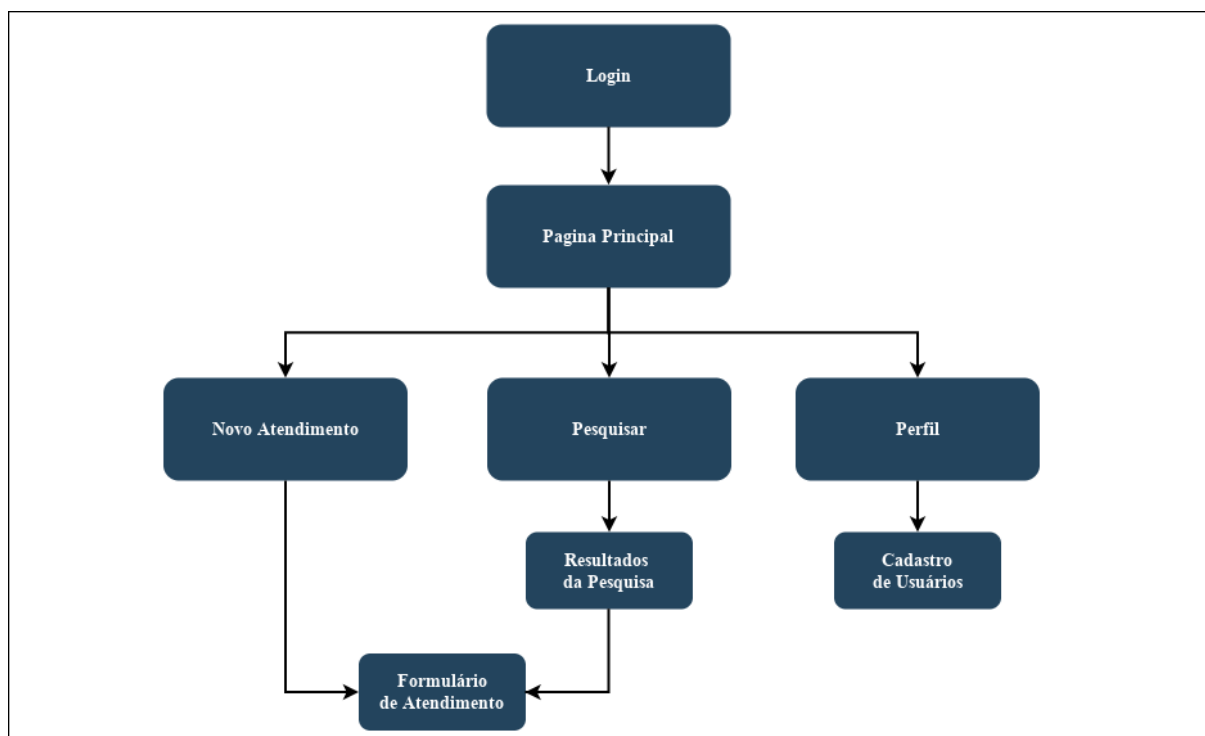 Login
Pagina Principal
Novo Atendimento
Pesquisar
Perfil
Resultados
da Pesquisa
Cadastro
de Usuários
Formulário
de Atendimento